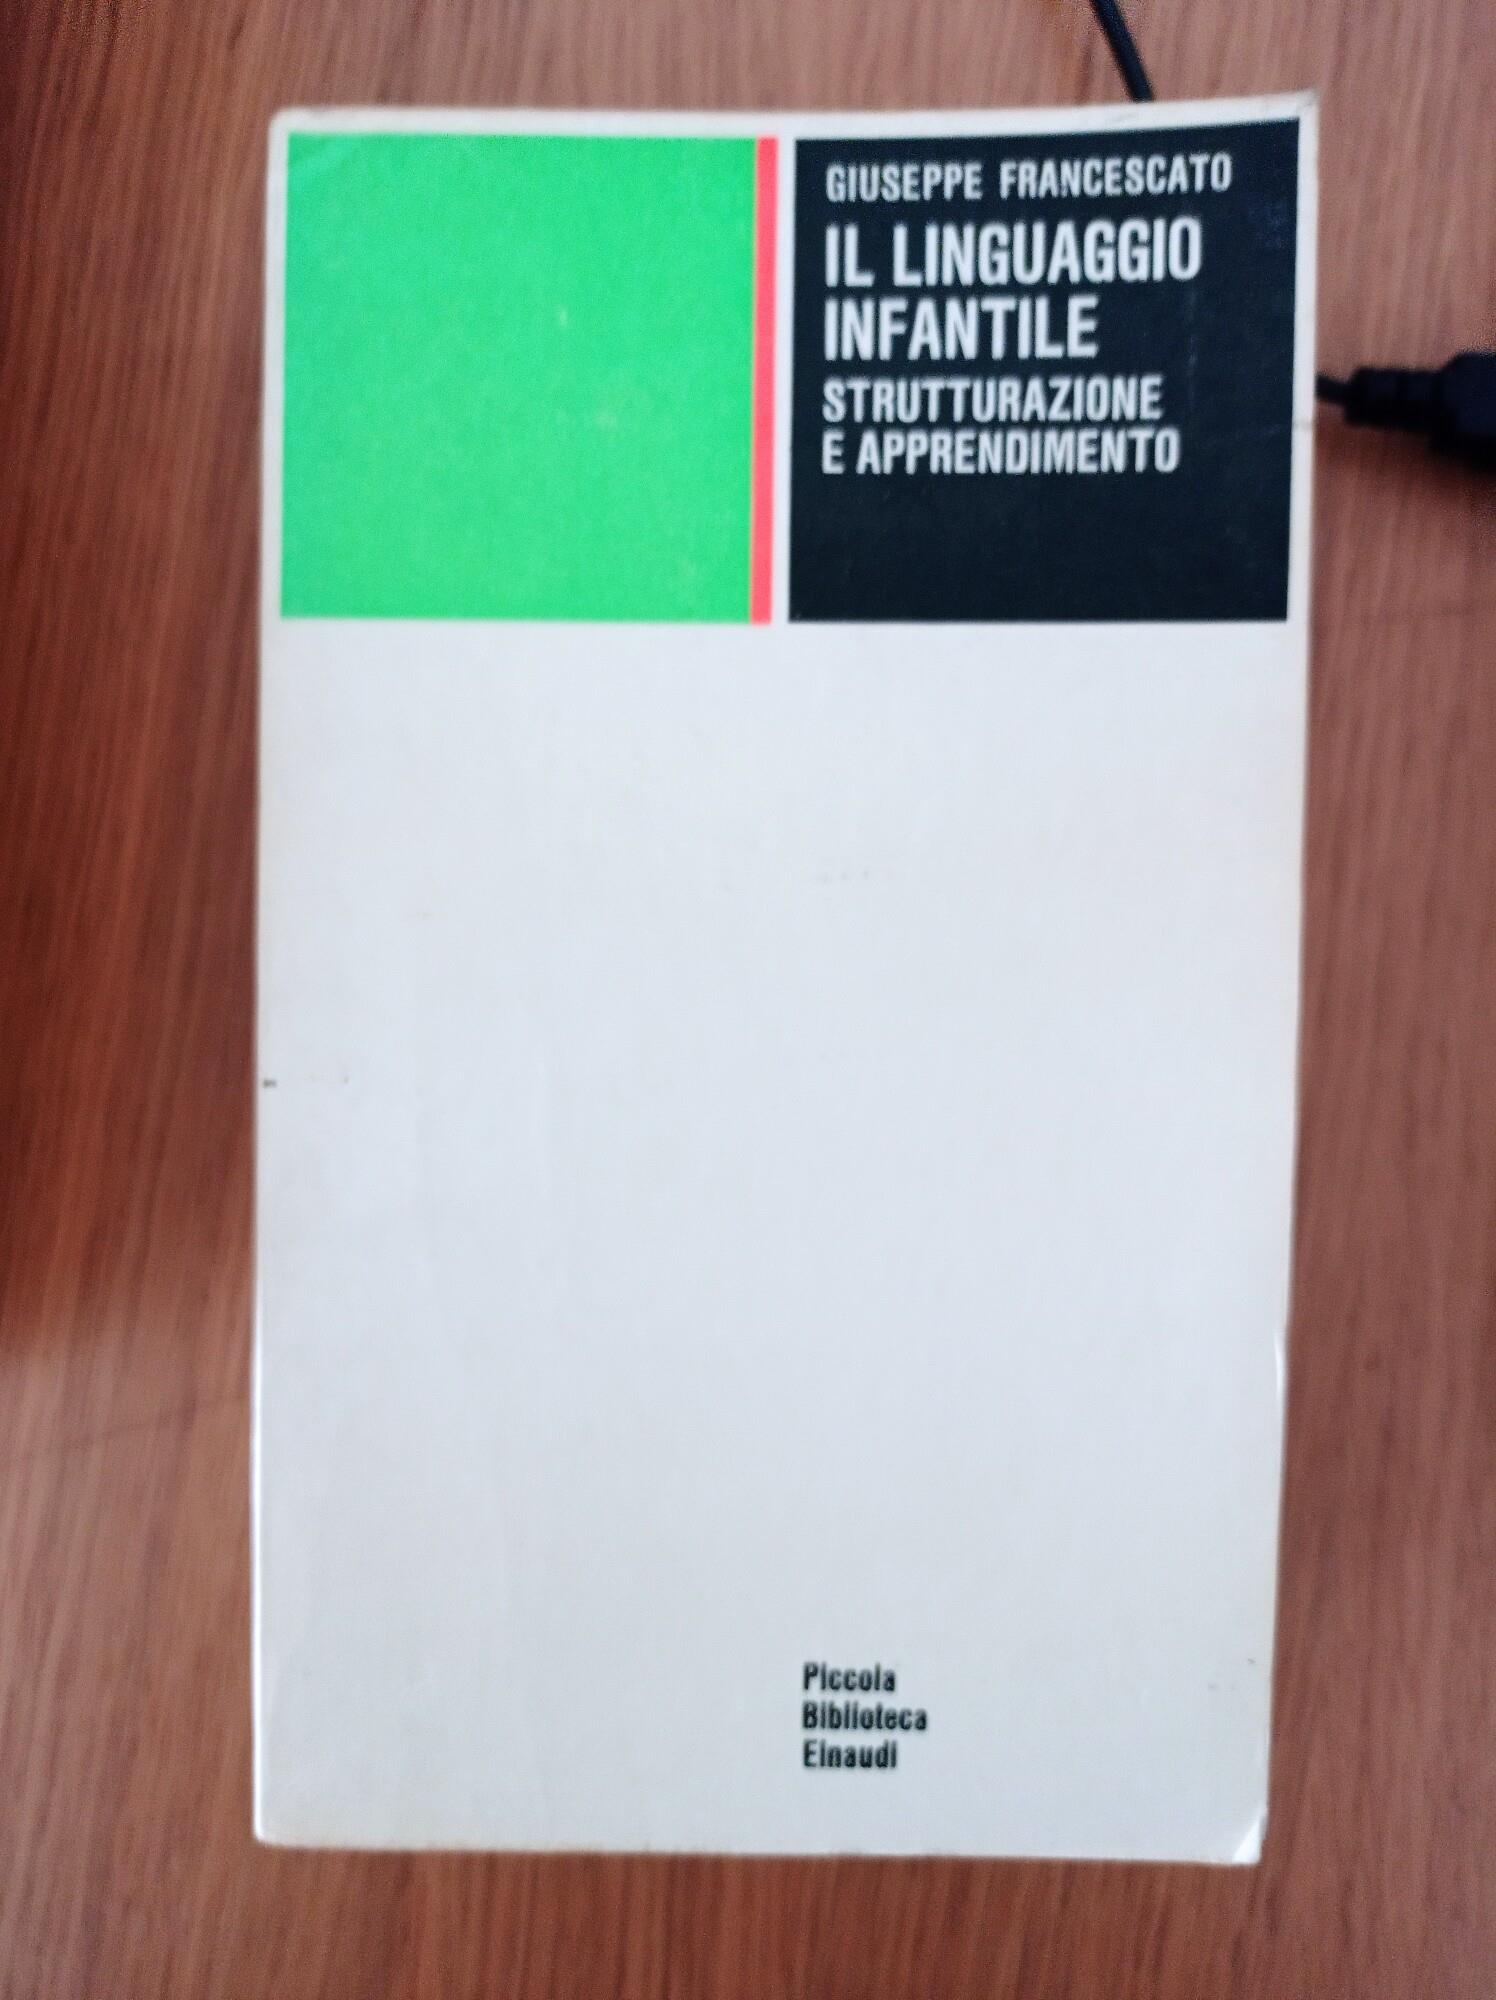 GIUSEPPE FRANCESCATO
IL LINGUAGGIO
INFANTILE
STRUTTURAZIONE
E APPRENDIMENTO
Piccola
Biblioteca
Einaudi